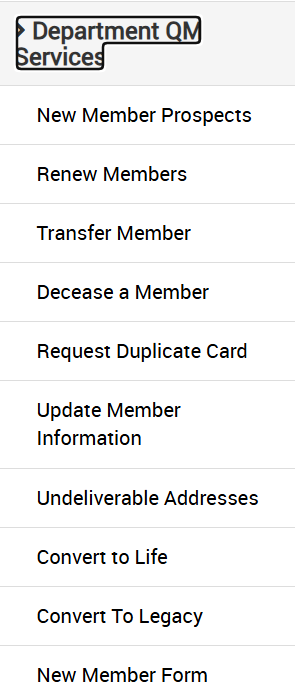 Department QM
Services
New Member Prospects
Renew Members
Transfer Member
Decease a Member
Request Duplicate Card
Update Member
Information
Undeliverable Addresses
Convert to Life
Convert To Legacy
New Member Form